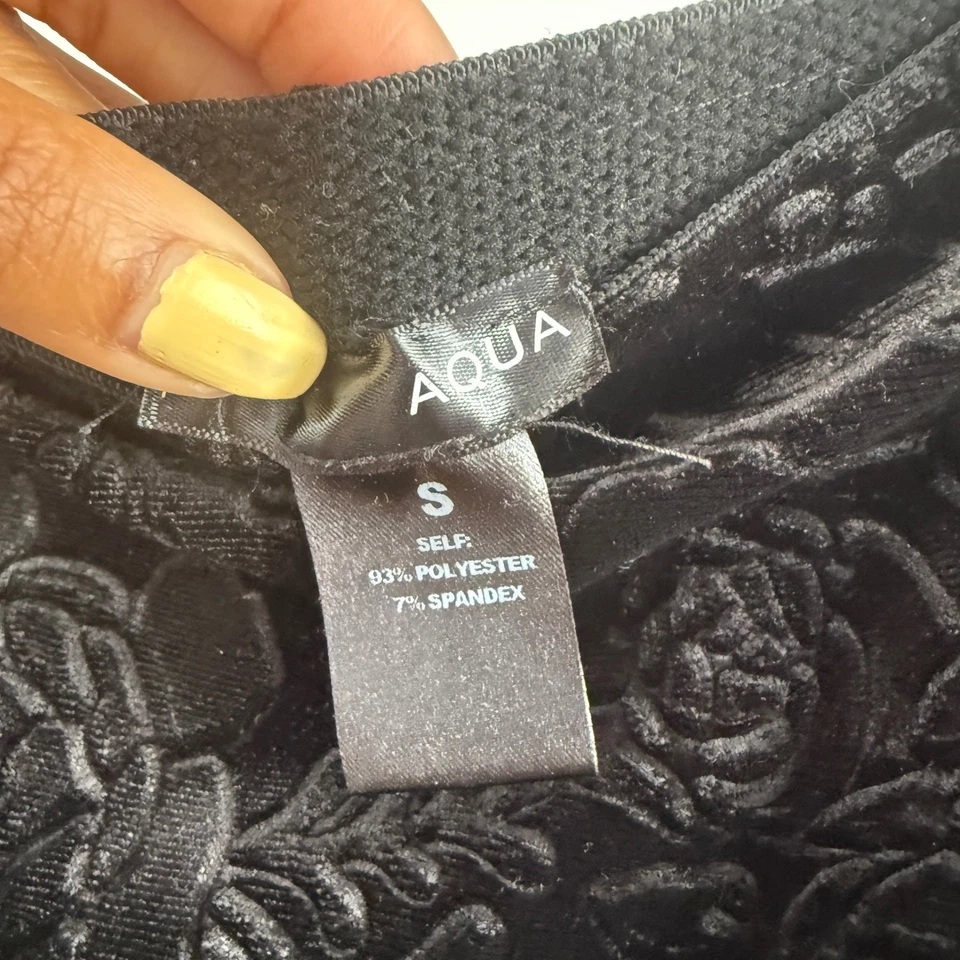 AQUA
S
SELF:
93% POLYESTER
7% SPANDEX